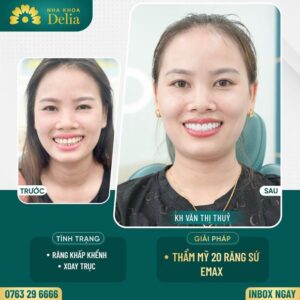 NHA KHOA
Delia
TRƯỚC
SAU
KH VĂN THỊ THUỶ
TÌNH TRẠNG
• RĂNG KHẤP KHỂNH
• XOAY TRỤC
GIẢI PHÁP
• THẨM MỸ 20 RĂNG SỨ
EMAX
0763 29 6666
INBOX NGAY